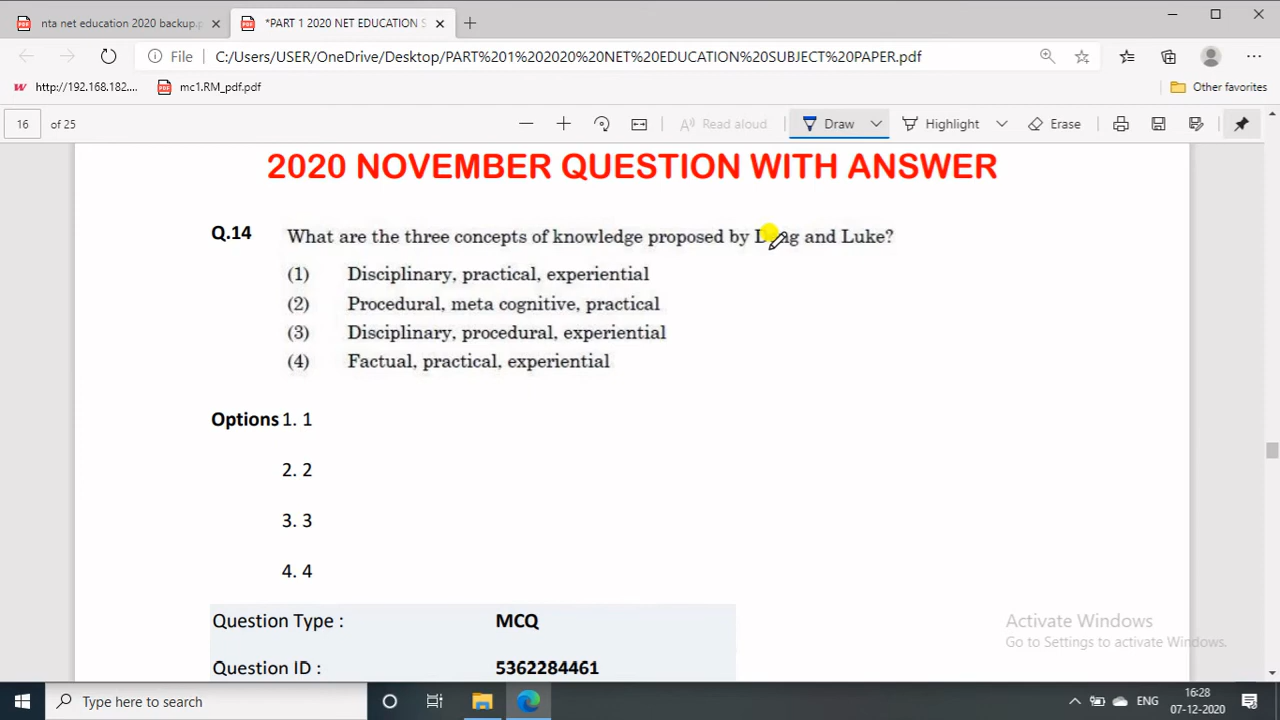 nta net education 2020 backup.p
*PART 1 2020 NET EDUCATION S
File C:/Users/USER/OneDrive/Desktop/PART%201%202020%20NET%20EDUCATION%20SUBJECT%20PAPER.pdf
http://192.168.182.... mc1.RM_pdf.pdf Other favorites
16 of 25 Read aloud Draw Highlight Erase
2020 NOVEMBER QUESTION WITH ANSWER
Q.14 What are the three concepts of knowledge proposed by and Luke?
(1) Disciplinary, practical, experiential
(2) Procedural, meta cognitive, practical
(3) Disciplinary, procedural, experiential
(4) Factual, practical, experiential
Options 1. 1
2. 2
3. 3
4. 4
Question Type : MCQ
Question ID : 5362284461
Activate Windows
Go to Settings to activate Windows.
Type here to search
ENG
16:28
07-12-2020